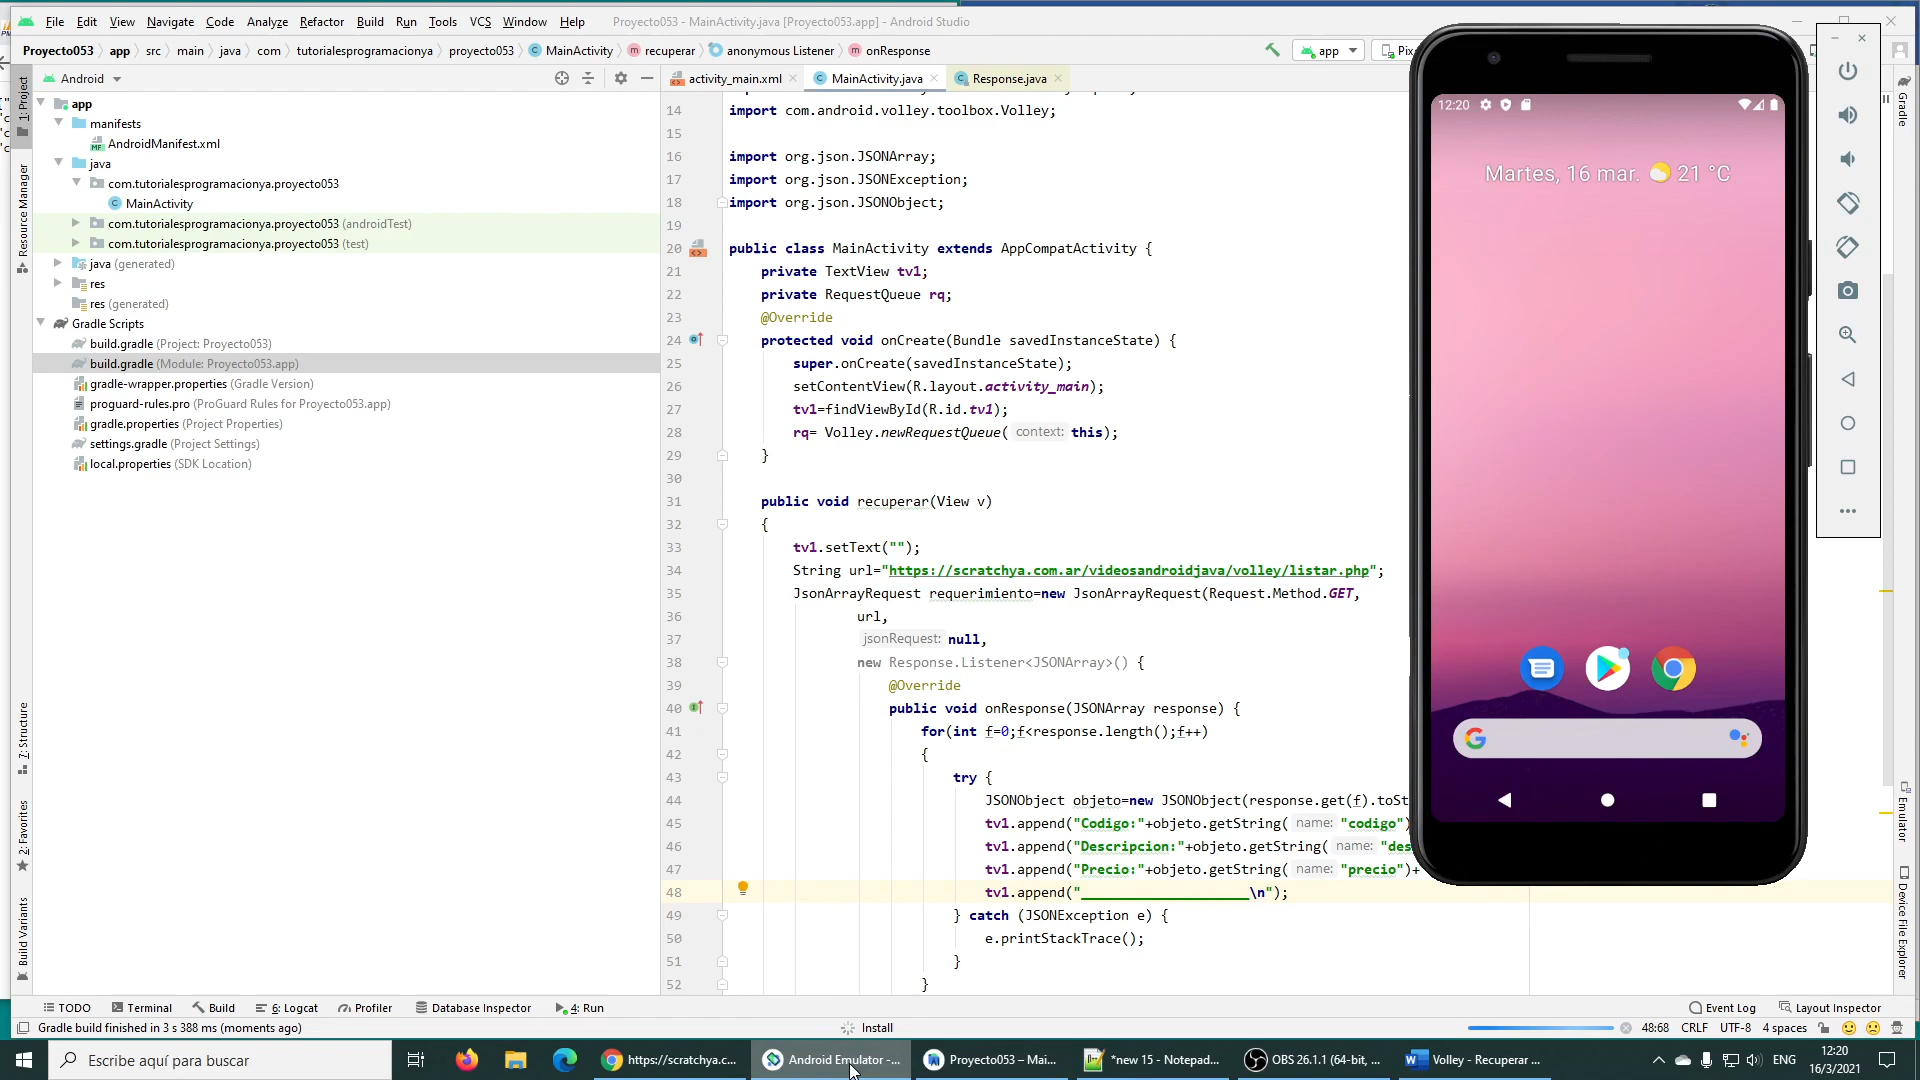 File Edit View Navigate Code Analyze Refactor Build Run Tools VCS Window Help Proyecto053 - MainActivity.java [Proyecto053.app] - Android Studio
Proyecto053 app src main java com tutorialesprogramacionya proyecto053 MainActivity recuperar anonymous Listener onResponse app
Android
activity_main.xml MainActivity.java Response.java
1: Project
Resource Manager
7: Structure
2: Favorites
Build Variants
app
manifests
AndroidManifest.xml
java
com.tutorialesprogramacionya.proyecto053
MainActivity
com.tutorialesprogramacionya.proyecto053 (androidTest)
com.tutorialesprogramacionya.proyecto053 (test)
java (generated)
res
res (generated)
Gradle Scripts
build.gradle (Project: Proyecto053)
build.gradle (Module: Proyecto053.app)
gradle-wrapper.properties (Gradle Version)
proguard-rules.pro (ProGuard Rules for Proyecto053.app)
gradle.properties (Project Properties)
settings.gradle (Project Settings)
local.properties (SDK Location)
14 import com.android.volley.toolbox.Volley;
15
16 import org.json.JSONArray;
17 import org.json.JSONException;
18 import org.json.JSONObject;
19
20 public class MainActivity extends AppCompatActivity {
21 private TextView tv1;
22 private RequestQueue rq;
23 @Override
24 protected void onCreate(Bundle savedInstanceState) {
25 super.onCreate(savedInstanceState);
26 setContentView(R.layout.activity_main);
27 tv1=findViewById(R.id.tv1);
28 rq= Volley.newRequestQueue( context: this);
29 }
30
31 public void recuperar(View v)
32 {
33 tv1.setText("");
34 String url="https://scratchya.com.ar/videosandroidjava/volley/listar.php";
35 JsonArrayRequest requerimiento=new JsonArrayRequest(Request.Method.GET,
36 url,
37 jsonRequest: null,
38 new Response.Listener<JSONArray>() {
39 @Override
40 public void onResponse(JSONArray response) {
41 for(int f=0;f<response.length();f++)
42 {
43 try {
44 JSONObject objeto=new JSONObject(response.get(f).toSt
45 tv1.append("Codigo:"+objeto.getString( name: "codigo")
46 tv1.append("Descripcion:"+objeto.getString( name: "des
47 tv1.append("Precio:"+objeto.getString( name: "precio")+
48 tv1.append("_____________________\n");
49 } catch (JSONException e) {
50 e.printStackTrace();
51 }
52 }
12:20
Martes, 16 mar. 21 °C
Gradle
Emulator
Device File Explorer
TODO Terminal Build 6: Logcat Profiler Database Inspector 4: Run Event Log Layout Inspector
Gradle build finished in 3 s 388 ms (moments ago) Install 48:68 CRLF UTF-8 4 spaces
Escribe aquí para buscar https://scratchya.c... Android Emulator -... Proyecto053 – Mai... *new 15 - Notepad... OBS 26.1.1 (64-bit, ... Volley - Recuperar ... ENG 12:20
16/3/2021